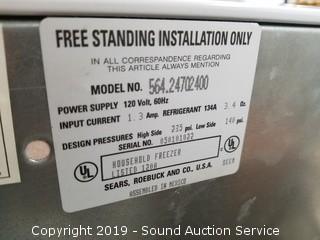 FREE STANDING INSTALLATION ONLY
IN ALL CORRESPONDENCE REGARDING
THIS ARTICLE ALWAYS MENTION
MODEL NO. 564.24702400
POWER SUPPLY 120 Volt, 60Hz
INPUT CURRENT 1.3 Amp. REFRIGERANT 134A 3.4 Oz.
DESIGN PRESSURES High Side 235 psi Low Side 140 psi
SERIAL NO.
UL HOUSEHOLD FREEZER UL
LISTED
SEARS, ROEBUCK AND CO., U.S.A.
ASSEMBLED IN MEXICO
Copyright 2019 - Sound Auction Service